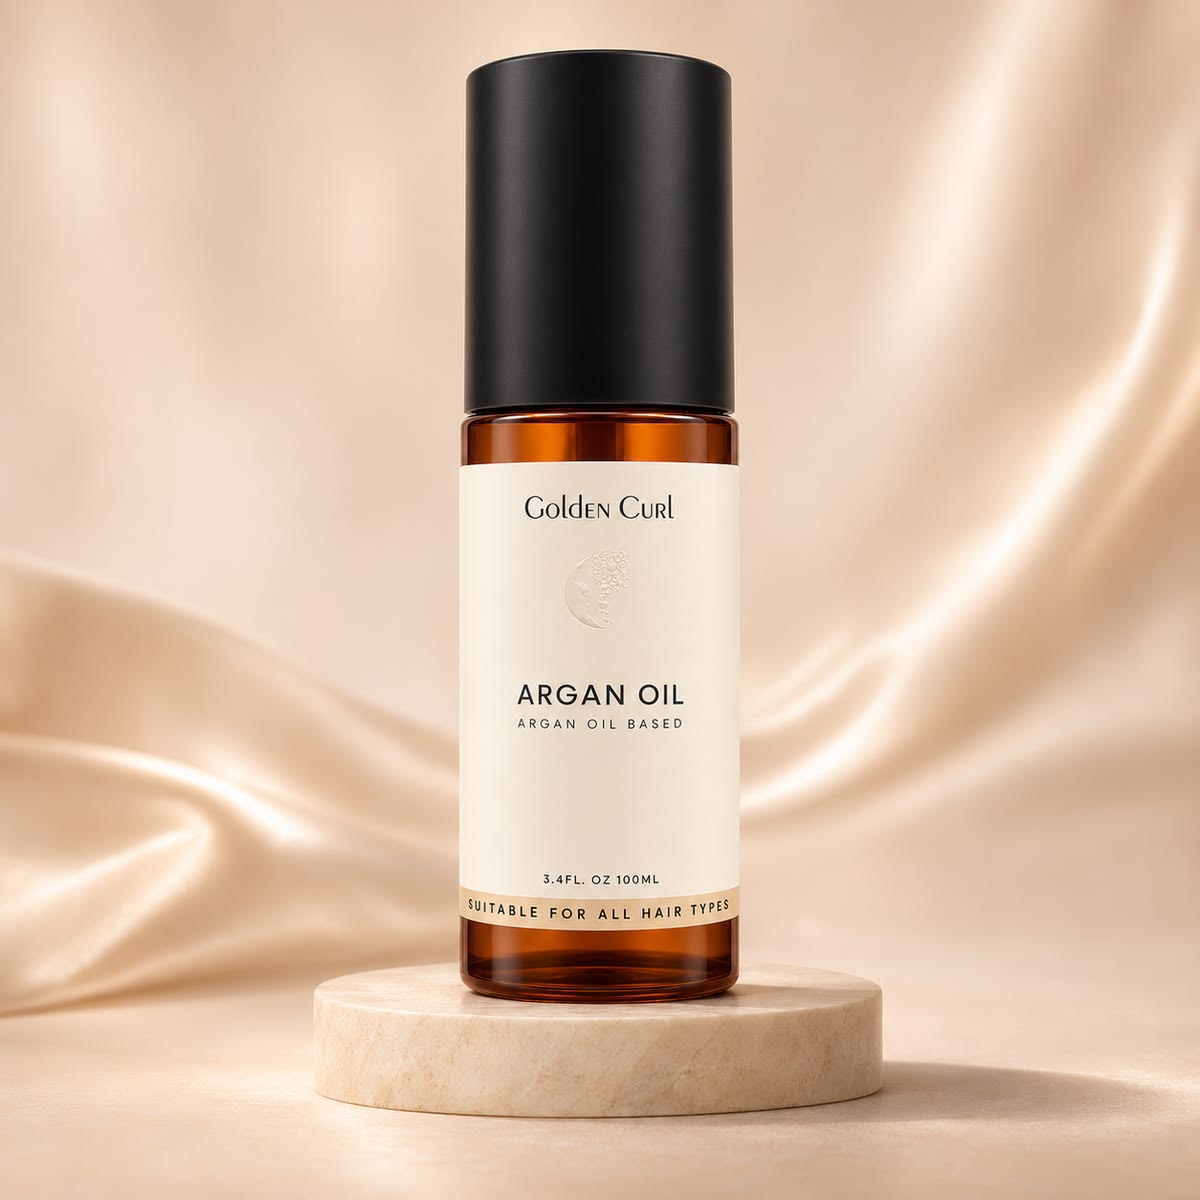 Golden Curl
ARGAN OIL
ARGAN OIL BASED
3.4FL. OZ 100ML
SUITABLE FOR ALL HAIR TYPES